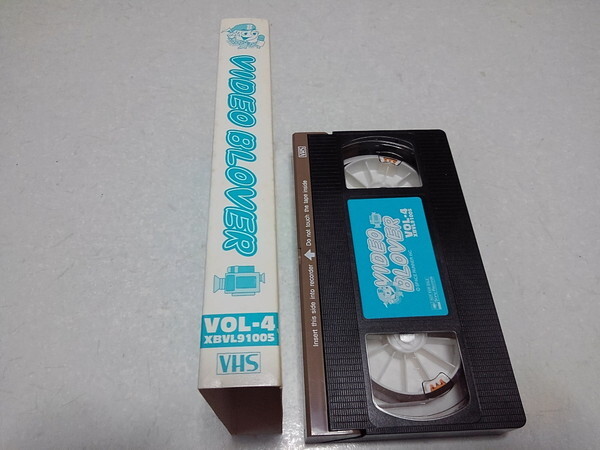 VIDEO BLOVER
VOL-4
XBVL91005
VHS
VHS
Insert this side into recorder
Do not touch the tape inside
VIDEO
BLOVER
VOL-4
XBVL91005